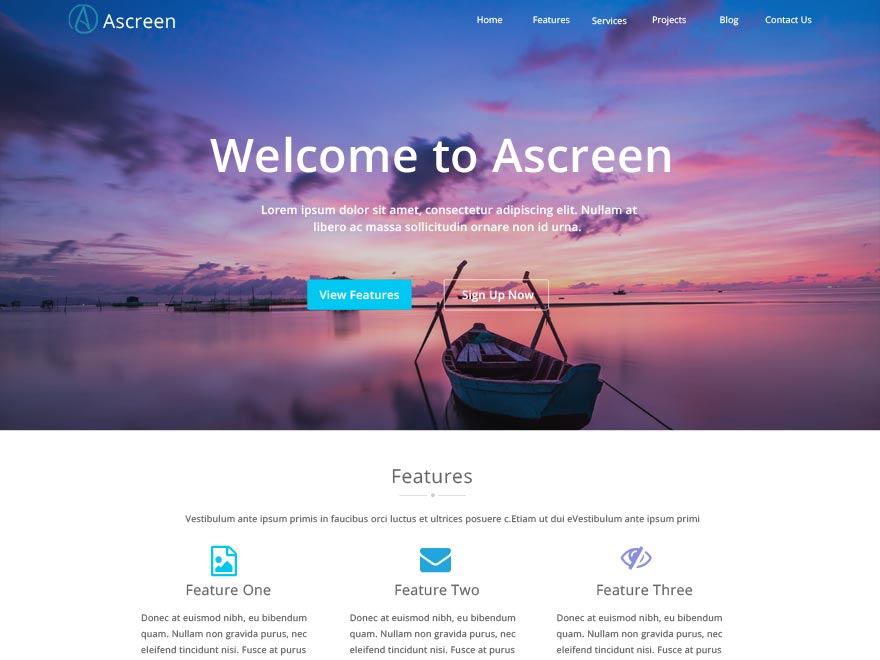 Ascreen
Home Features Services Projects Blog Contact Us
Welcome to Ascreen
Lorem ipsum dolor sit amet, consectetur adipiscing elit. Nullam at
libero ac massa sollicitudin ornare non id urna.
View Features
Sign Up Now
Features
Vestibulum ante ipsum primis in faucibus orci luctus et ultrices posuere c.Etiam ut dui eVestibulum ante ipsum primi
Feature One
Donec at euismod nibh, eu bibendum
quam. Nullam non gravida purus, nec
eleifend tincidunt nisi. Fusce at purus
Feature Two
Donec at euismod nibh, eu bibendum
quam. Nullam non gravida purus, nec
eleifend tincidunt nisi. Fusce at purus
Feature Three
Donec at euismod nibh, eu bibendum
quam. Nullam non gravida purus, nec
eleifend tincidunt nisi. Fusce at purus